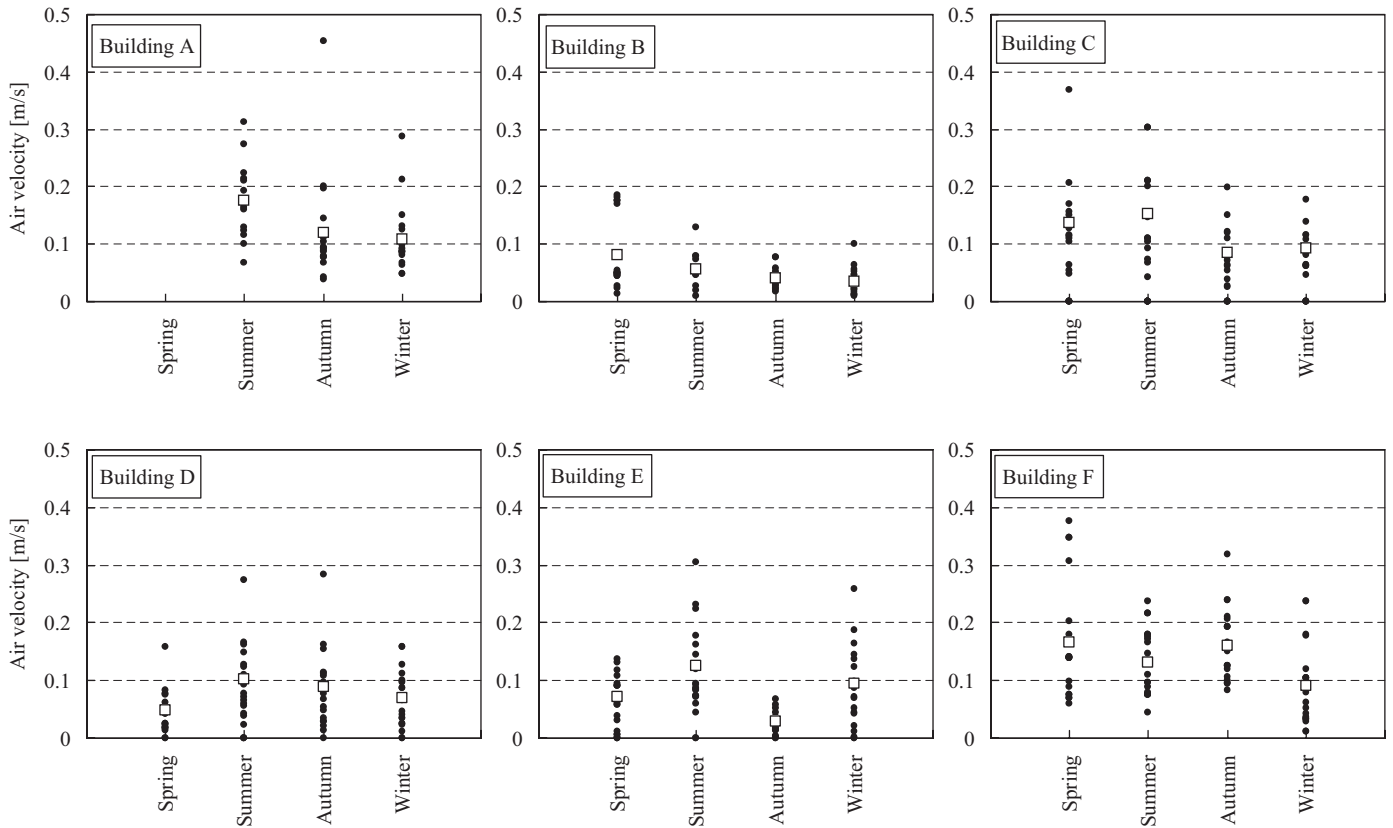 Air velocity [m/s]
0.5
0.4
0.3
0.2
0.1
0
Building A
Spring
Summer
Autumn
Winter
0.5
0.4
0.3
0.2
0.1
0
Building B
Spring
Summer
Autumn
Winter
0.5
0.4
0.3
0.2
0.1
0
Building C
Spring
Summer
Autumn
Winter
Air velocity [m/s]
0.5
0.4
0.3
0.2
0.1
0
Building D
Spring
Summer
Autumn
Winter
0.5
0.4
0.3
0.2
0.1
0
Building E
Spring
Summer
Autumn
Winter
0.5
0.4
0.3
0.2
0.1
0
Building F
Spring
Summer
Autumn
Winter